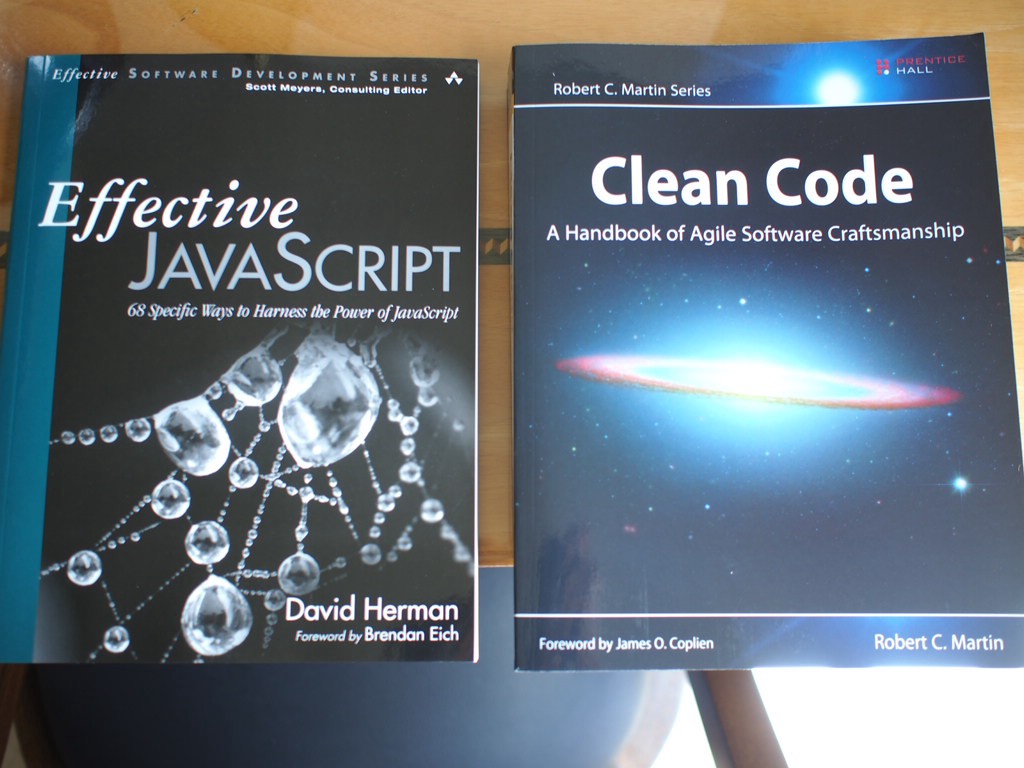 Effective Software Development Series
Scott Meyers, Consulting Editor
Effective
JavaScript
68 Specific Ways to Harness the Power of JavaScript
David Herman
Foreword by Brendan Eich
PRENTICE
HALL
Robert C. Martin Series
Clean Code
A Handbook of Agile Software Craftsmanship
Foreword by James O. Coplien
Robert C. Martin